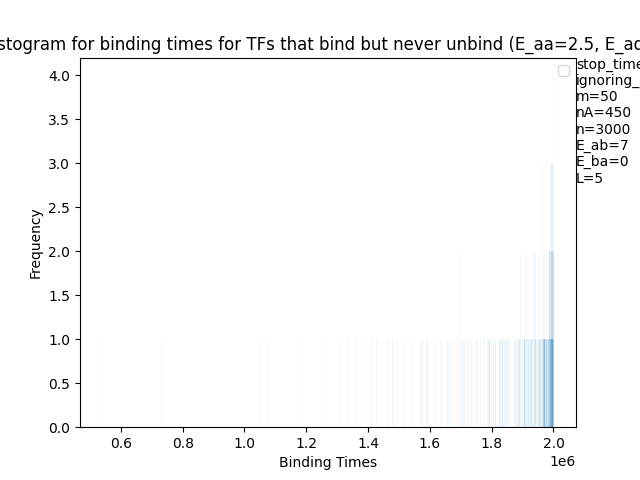 stogram for binding times for TFs that bind but never unbind (E_aa=2.5, E_ad
stop_time
ignoring_
m=50
nA=450
n=3000
E_ab=7
E_ba=0
L=5
Frequency
4.0
3.5
3.0
2.5
2.0
1.5
1.0
0.5
0.0
0.6 0.8 1.0 1.2 1.4 1.6 1.8 2.0
1e6
Binding Times